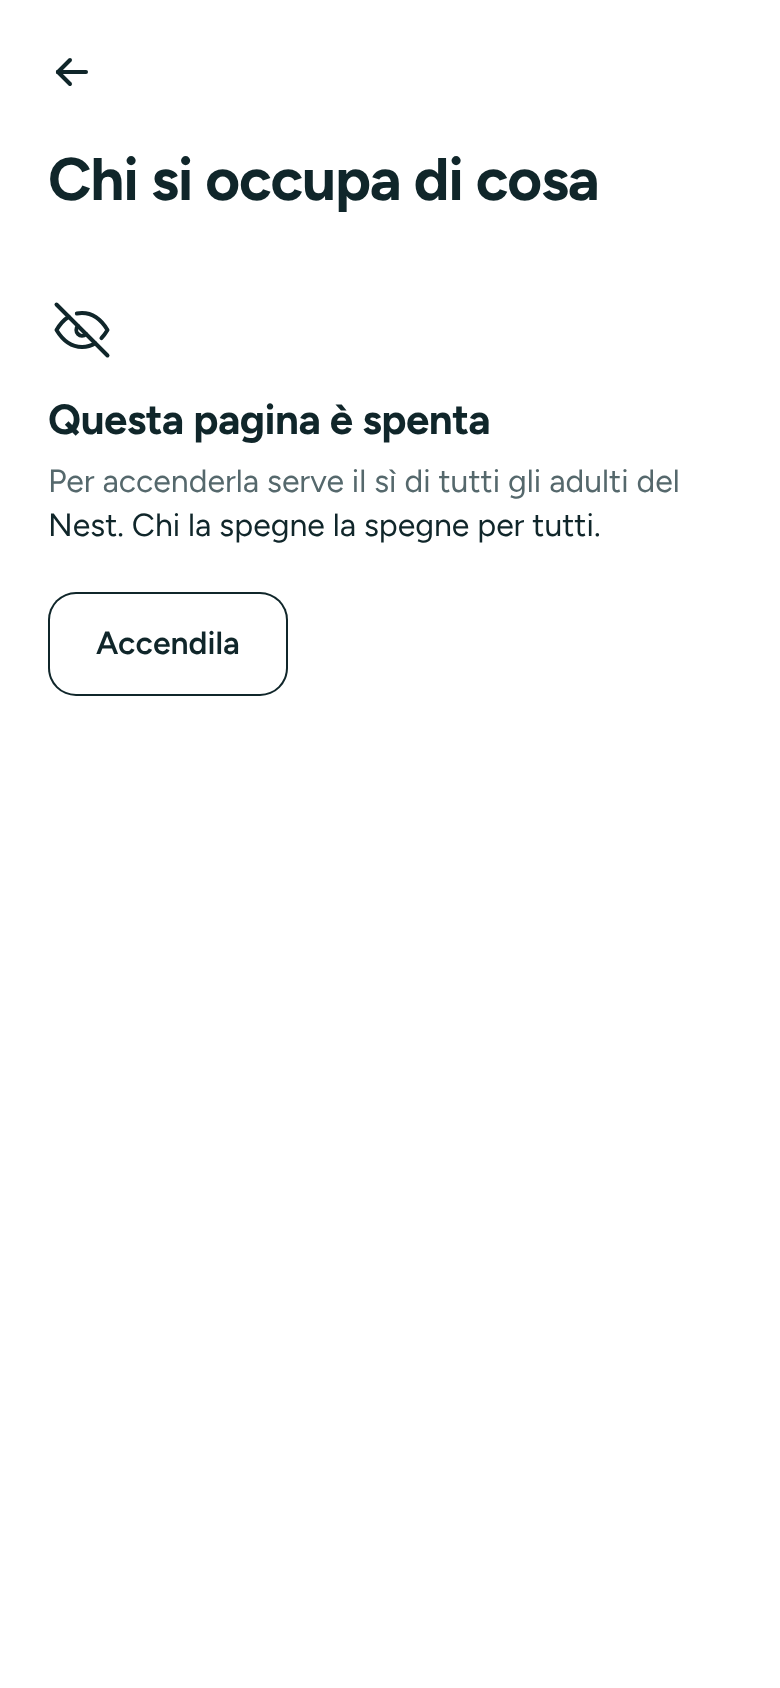 Chi si occupa di cosa
Questa pagina è spenta
Per accenderla serve il sì di tutti gli adulti del
Nest. Chi la spegne la spegne per tutti.
Accendila